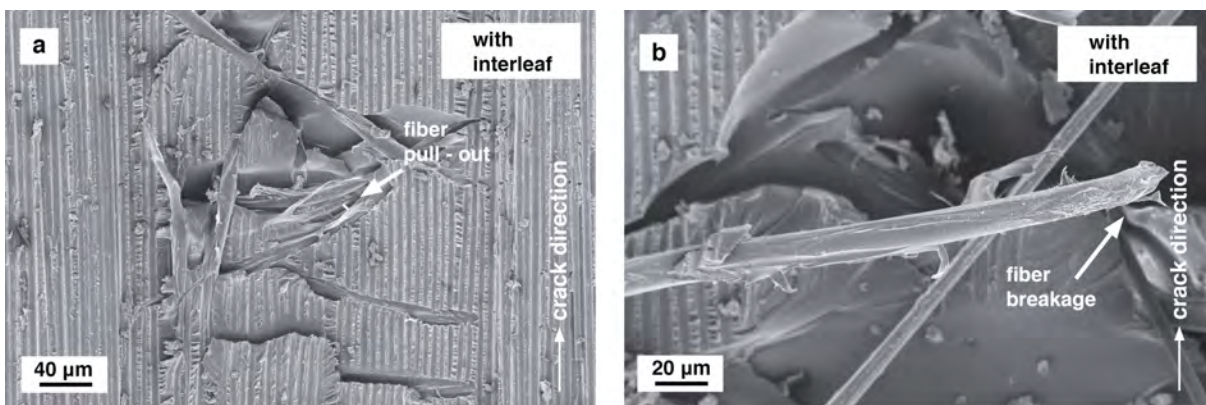 a
with
interleaf
fiber
pull - out
crack direction
40 µm
b
with
interleaf
fiber
breakage
crack direction
20 µm